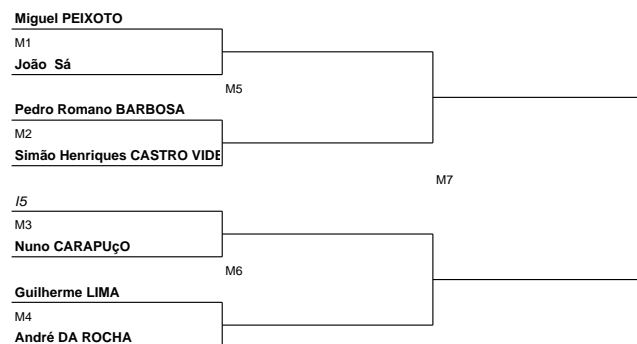 Miguel PEIXOTO
M1
João Sá
M5
Pedro Romano BARBOSA
M2
Simão Henriques CASTRO VIDE
M7
I5
M3
Nuno CARAPUçO
M6
Guilherme LIMA
M4
André DA ROCHA